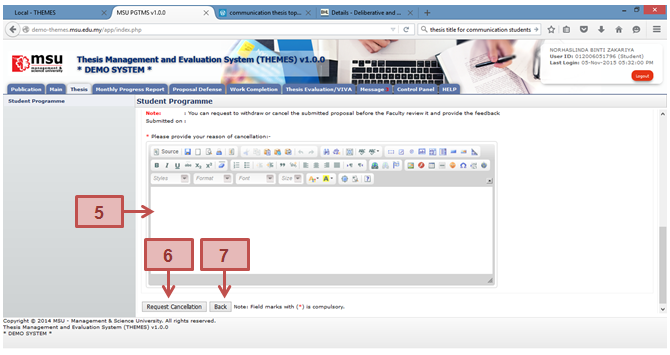 Local - THEMES
MSU PGTMS v1.0.0
communication thesis top...
Details - Deliberative and ...
demo-themes.msu.edu.my/app/index.php
thesis title for communication students
msu
management &
science university
Thesis Management and Evaluation System (THEMES) v1.0.0
* DEMO SYSTEM *
NORHASLINDA BINTI ZAKARIYA
User ID: 012006051796 (Student)
Last Login: 03-Nov-2015 05:32:00 PM
Logout
Publication Main Thesis Monthly Progress Report Proposal Defense Work Completion Thesis Evaluation/VIVA Message Control Panel HELP
Student Programme
Student Programme
Note: : You can request to withdraw or cancel the submitted proposal before the Faculty review it and provide the feedback
Submitted on :
* Please provide your reason of cancellation:-
Source
B I U abc X₂ X²
Styles Format Font Size
5
6
7
Request Cancellation Back Note: Field marks with (*) is compulsory.
Copyright © 2014 MSU - Management & Science University. All rights reserved.
Thesis Management and Evaluation System (THEMES) v1.0.0
* DEMO SYSTEM *